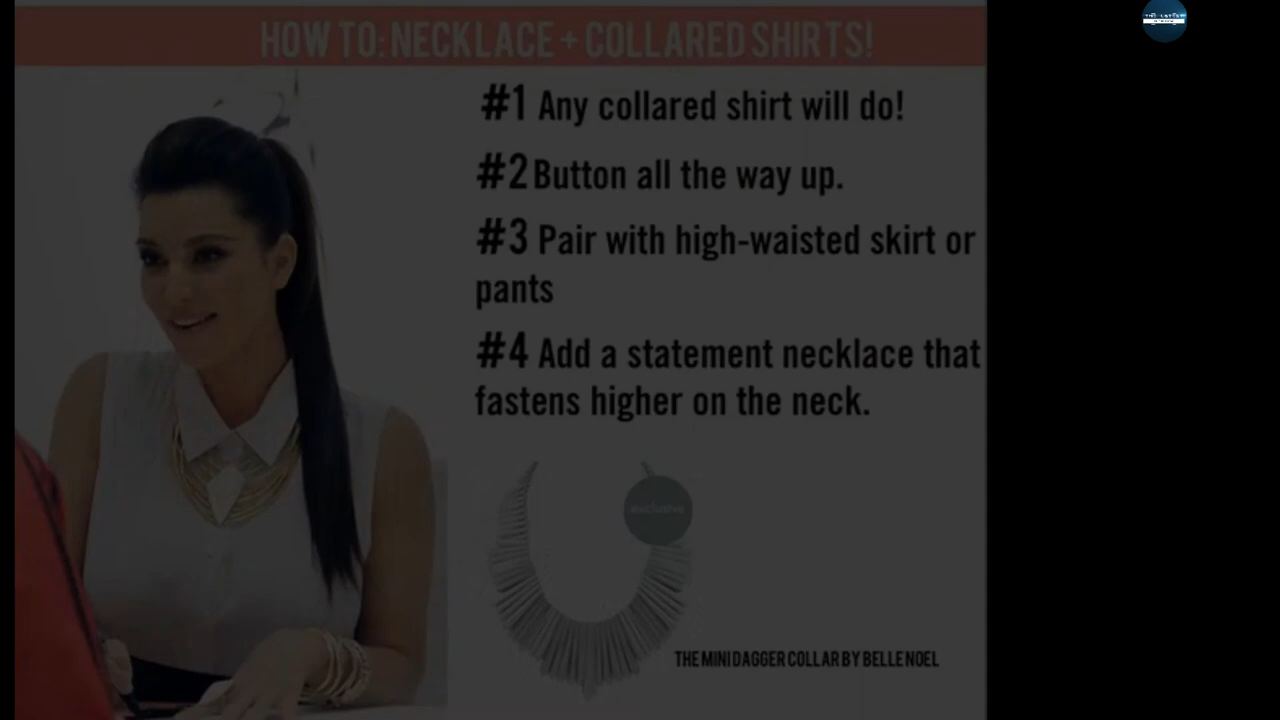 HOW TO: NECKLACE + COLLARED SHIRTS!
#1 Any collared shirt will do!
#2 Button all the way up.
#3 Pair with high-waisted skirt or
pants
#4 Add a statement necklace that
fastens higher on the neck.
exclusive
THE MINI DAGGER COLLAR BY BELLE NOEL